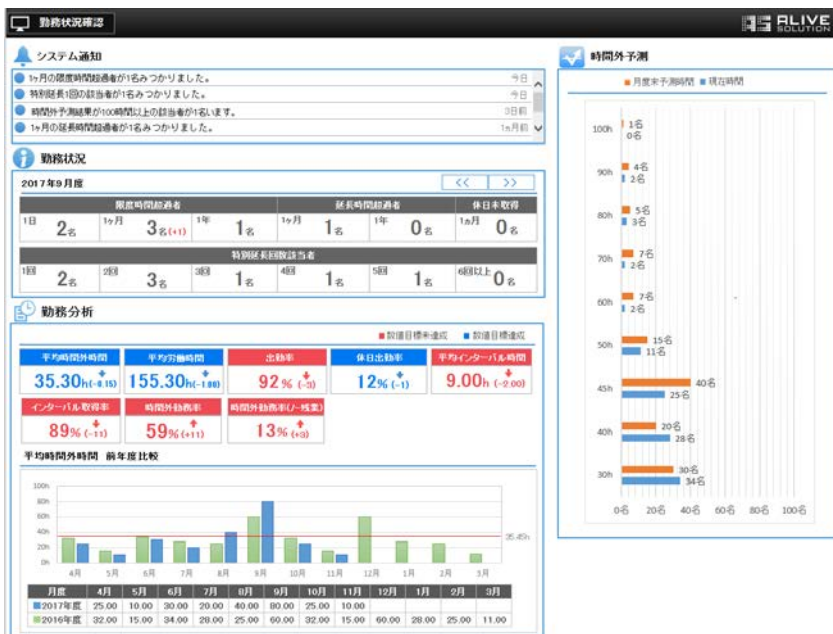 勤務状況確認
ALIVE
SOLUTION
システム通知
1ヶ月の限度時間超過者が1名みつかりました。 今日
特別延長1回の該当者が1名みつかりました。 今日
時間外予測結果が100時間以上の該当者が1名います。 3日前
1ヶ月の延長時間超過者が1名みつかりました。 1ヵ月前
勤務状況
2017年9月度 << >>
限度時間超過者 延長時間超過者 休日未取得
1日 2名 1ヶ月 3名(+1) 1年 1名 1ヶ月 1名 1年 0名 1ヵ月 0名
特別延長回数該当者
1回 2名 2回 3名 3回 1名 4回 1名 5回 1名 6回以上 0名
勤務分析
数値目標未達成 数値目標達成
平均時間外時間 平均労働時間 出勤率 休日出勤率 平均インターバル時間
35.30h(-0.15) 155.30h(-1.00) 92%(-3) 12%(-1) 9.00h(-2.00)
インターバル取得率 時間外勤務率 時間外勤務率(ノー残業)
89%(-11) 59%(+11) 13%(+3)
平均時間外時間 前年度比較
100h
80h
60h
40h
20h
0h
35.45h
4月 5月 6月 7月 8月 9月 10月 11月 12月 1月 2月 3月
月度 4月 5月 6月 7月 8月 9月 10月 11月 12月 1月 2月 3月
2017年度 25.00 10.00 30.00 20.00 40.00 80.00 25.00 10.00
2016年度 32.00 15.00 34.00 28.00 25.00 60.00 32.00 15.00 60.00 28.00 25.00 11.00
時間外予測
月度末予測時間 現在時間
100h 1名
0名
90h 4名
2名
80h 5名
3名
70h 7名
2名
60h 7名
2名
50h 15名
11名
45h 40名
25名
40h 20名
28名
30h 30名
34名
0名 20名 40名 60名 80名 100名